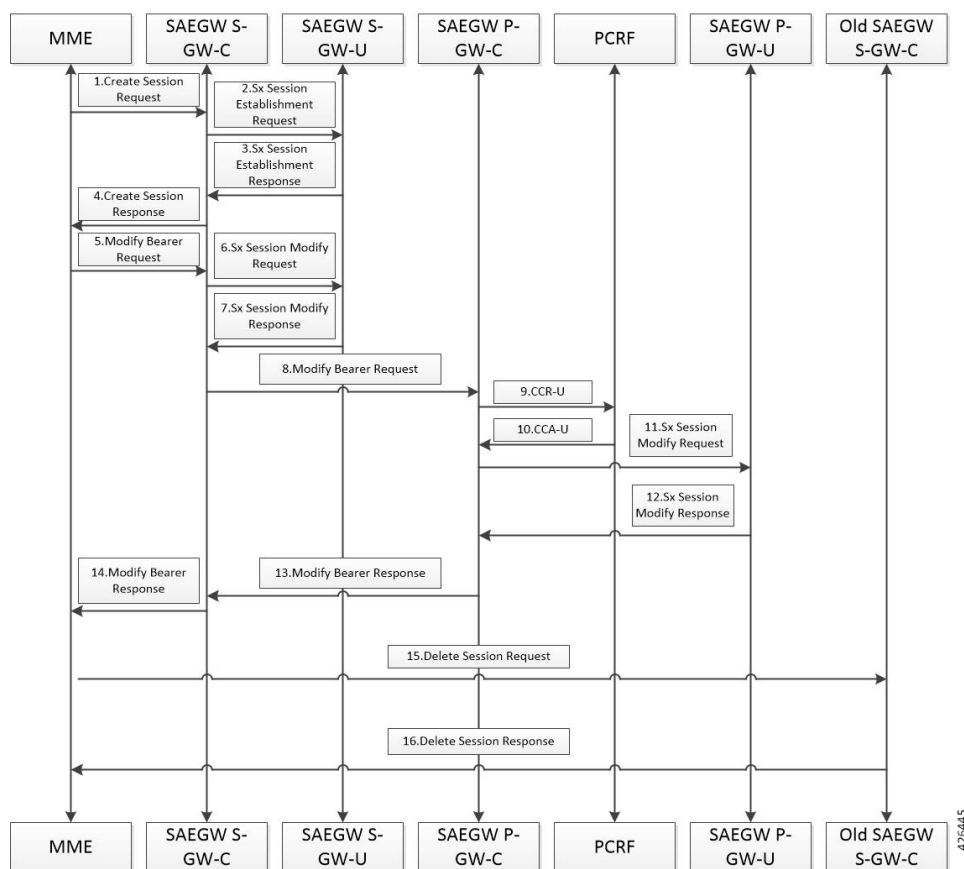 MME
SAEGW S-
GW-C
SAEGW S-
GW-U
SAEGW P-
GW-C
PCRF
SAEGW P-
GW-U
Old SAEGW
S-GW-C
1.Create Session
Request
2.Sx Session
Establishment
Request
3.Sx Session
Establishment
Response
4.Create Session
Response
5.Modify Bearer
Request
6.Sx Session Modify
Request
7.Sx Session Modify
Response
8.Modify Bearer Request
9.CCR-U
10.CCA-U
11.Sx Session
Modify Request
12.Sx Session
Modify Response
13.Modify Bearer Response
14.Modify Bearer
Response
15.Delete Session Request
16.Delete Session Response
MME
SAEGW S-
GW-C
SAEGW S-
GW-U
SAEGW P-
GW-C
PCRF
SAEGW P-
GW-U
Old SAEGW
S-GW-C
426445